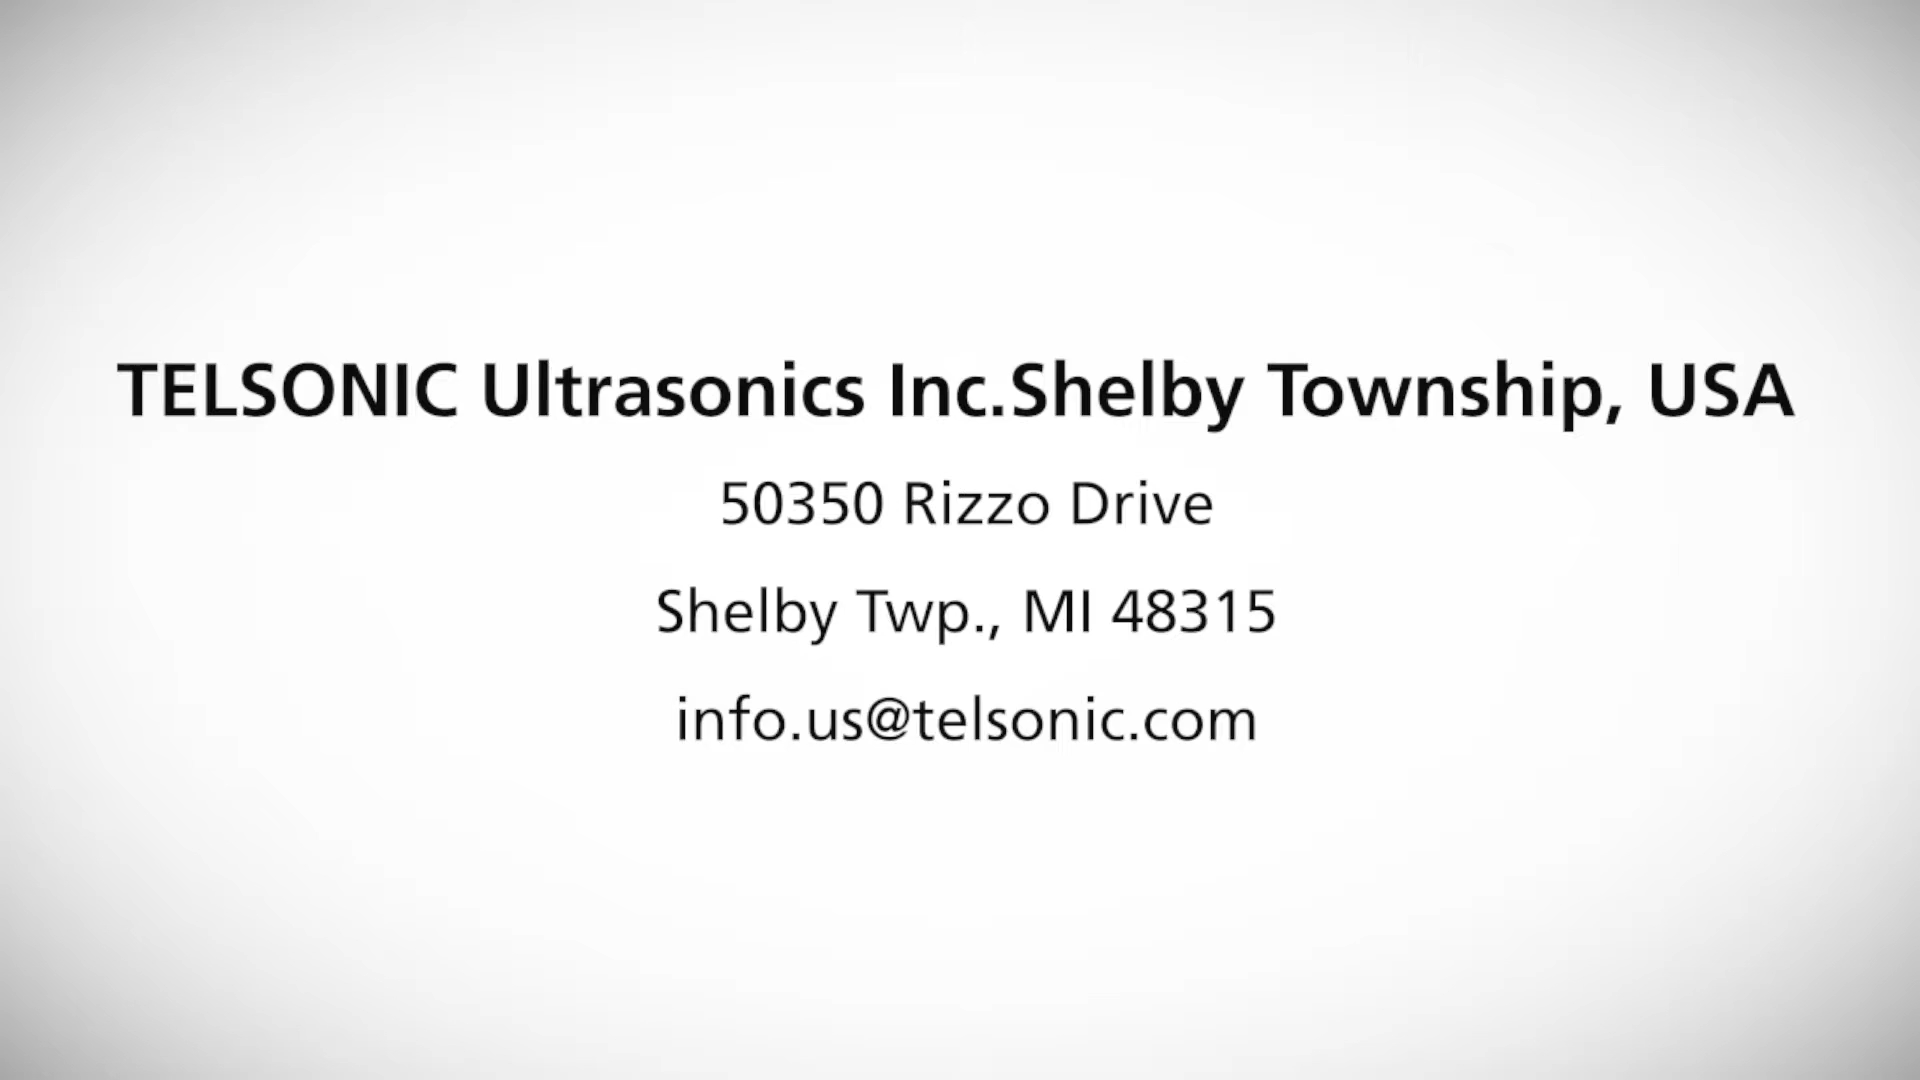 TELSONIC Ultrasonics Inc.Shelby Township, USA
50350 Rizzo Drive
Shelby Twp., MI 48315
info.us@telsonic.com